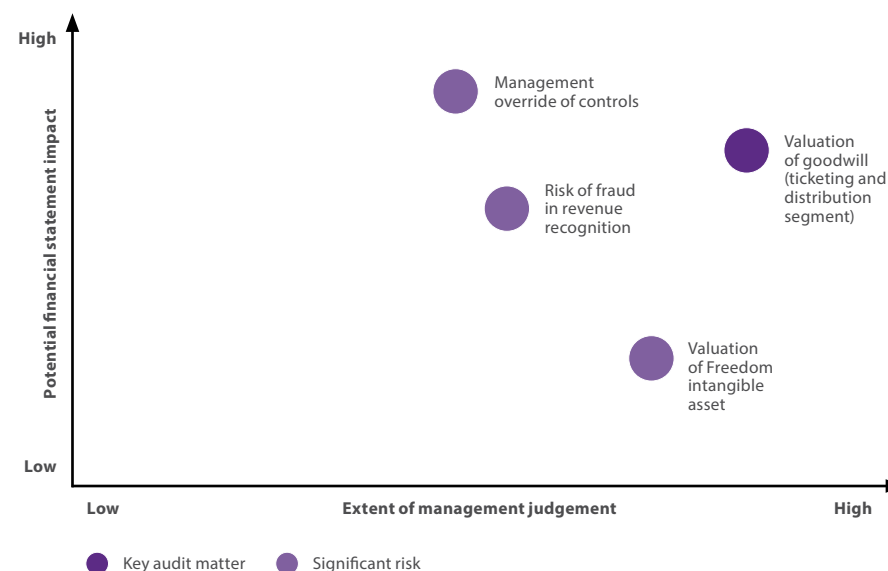 High
Potential financial statement impact
Low
Management
override of controls
Valuation
of goodwill
(ticketing and
distribution
segment)
Risk of fraud
in revenue
recognition
Valuation
of Freedom
intangible
asset
Low
Extent of management judgement
High
Key audit matter
Significant risk